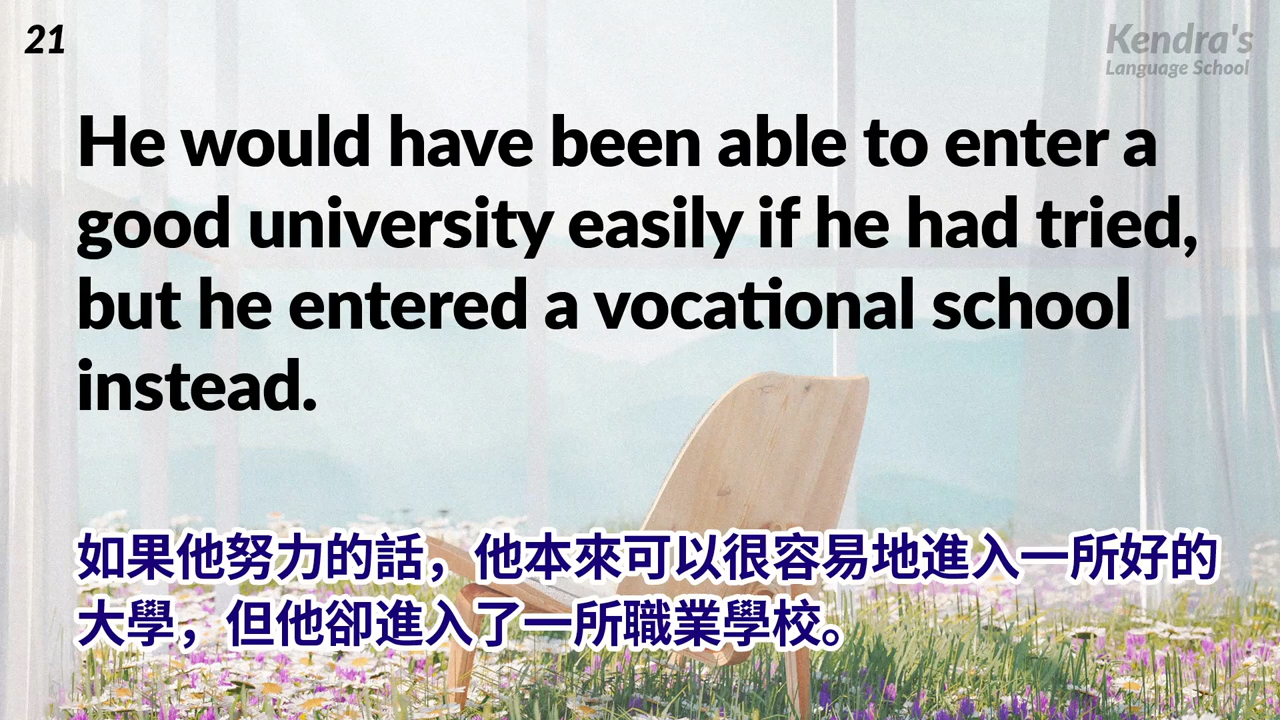 21
Kendra's
Language School
He would have been able to enter a
good university easily if he had tried,
but he entered a vocational school
instead.
如果他努力的話，他本來可以很容易地進入一所好的
大學，但他卻進入了一所職業學校。